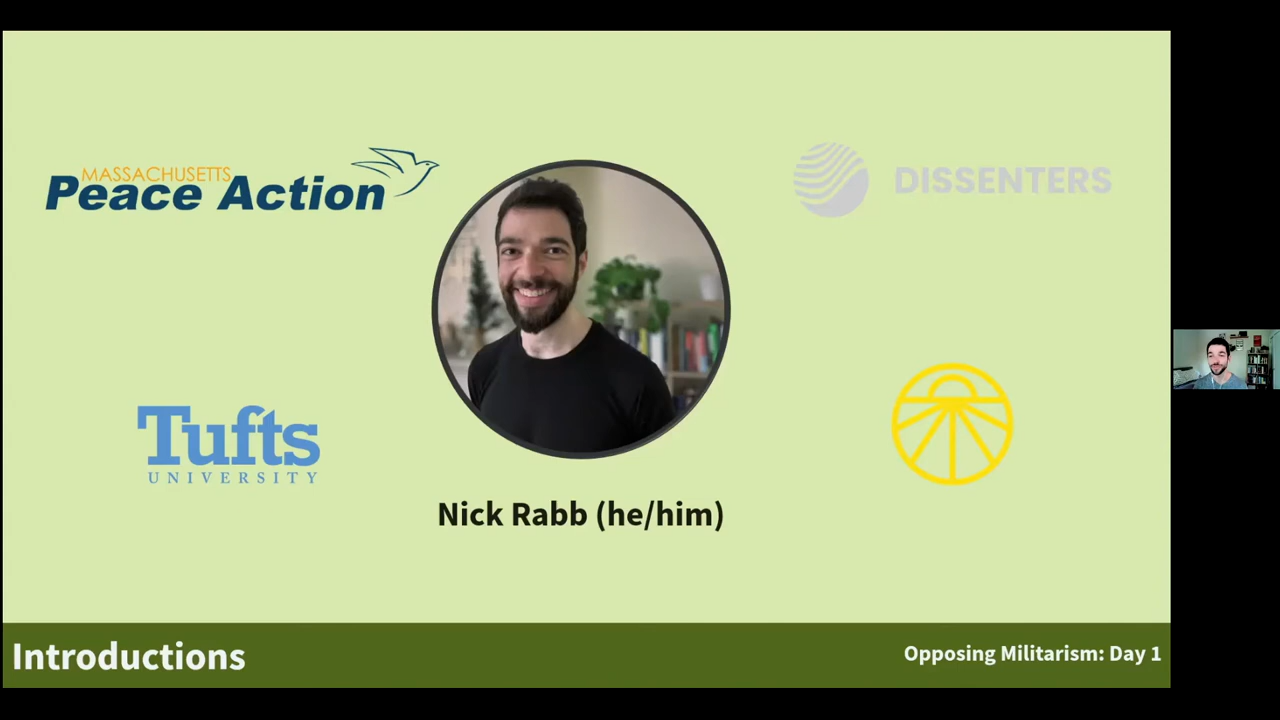 MASSACHUSETTS
Peace Action
DISSENTERS
Tufts
UNIVERSITY
Nick Rabb (he/him)
Introductions
Opposing Militarism: Day 1